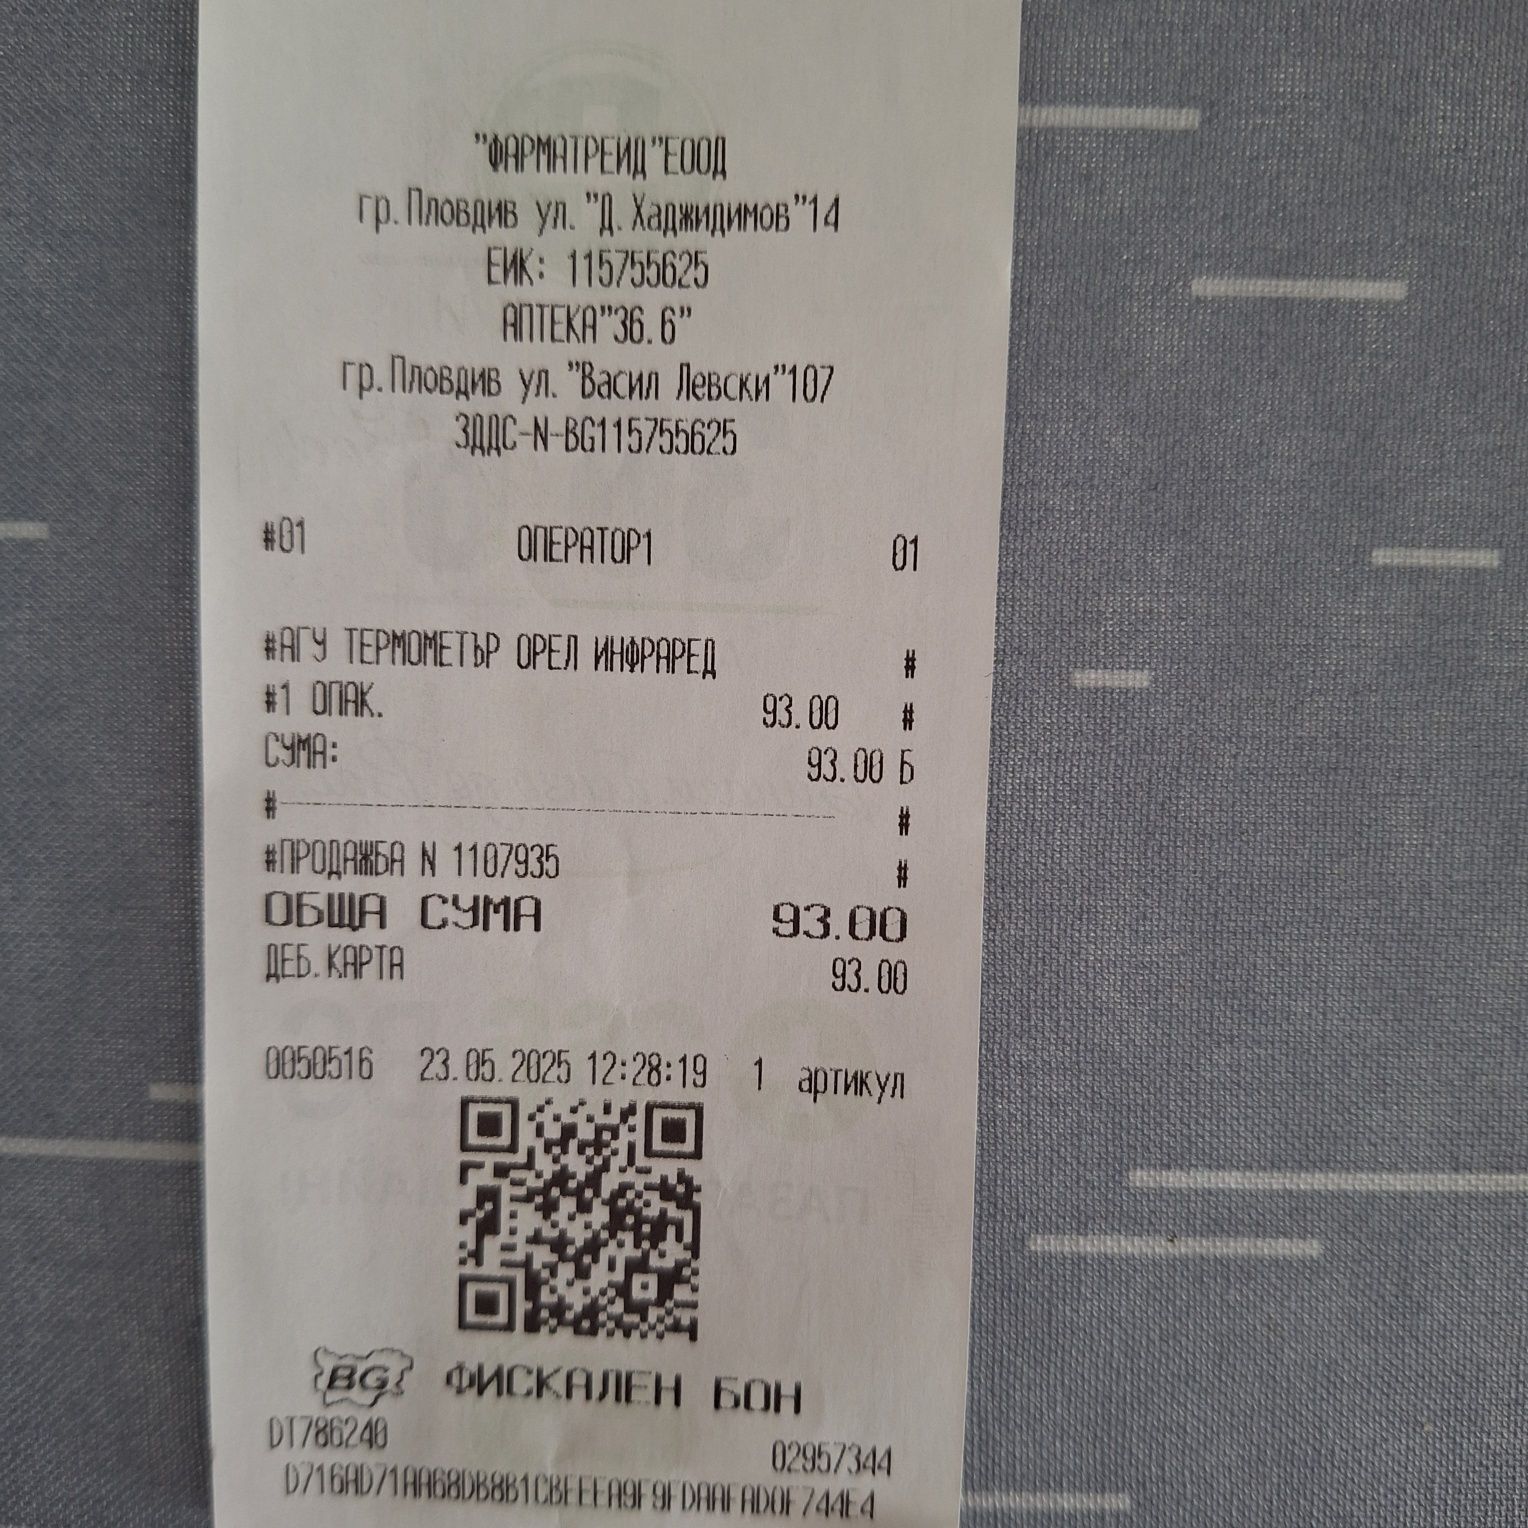 "ФАРМАТРЕЙД"ЕООД
гр.Пловдив ул. "Д.Хаджидимов"14
ЕИК: 115755625
АПТЕКА"36.6"
гр.Пловдив ул. "Васил Левски"107
ЗДДС-N-BG115755625
#01 ОПЕРАТОР1 01
#АГУ ТЕРМОМЕТЪР ОРЕЛ ИНФРАРЕД #
#1 ОПАК. 93.00 #
СУМА: 93.00 Б
# #
#ПРОДАЖБА N 1107935 #
ОБЩА СУМА 93.00
ДЕБ.КАРТА 93.00
0050516 23.05.2025 12:28:19 1 артикул
BG ФИСКАЛЕН БОН
DT786240 02957344